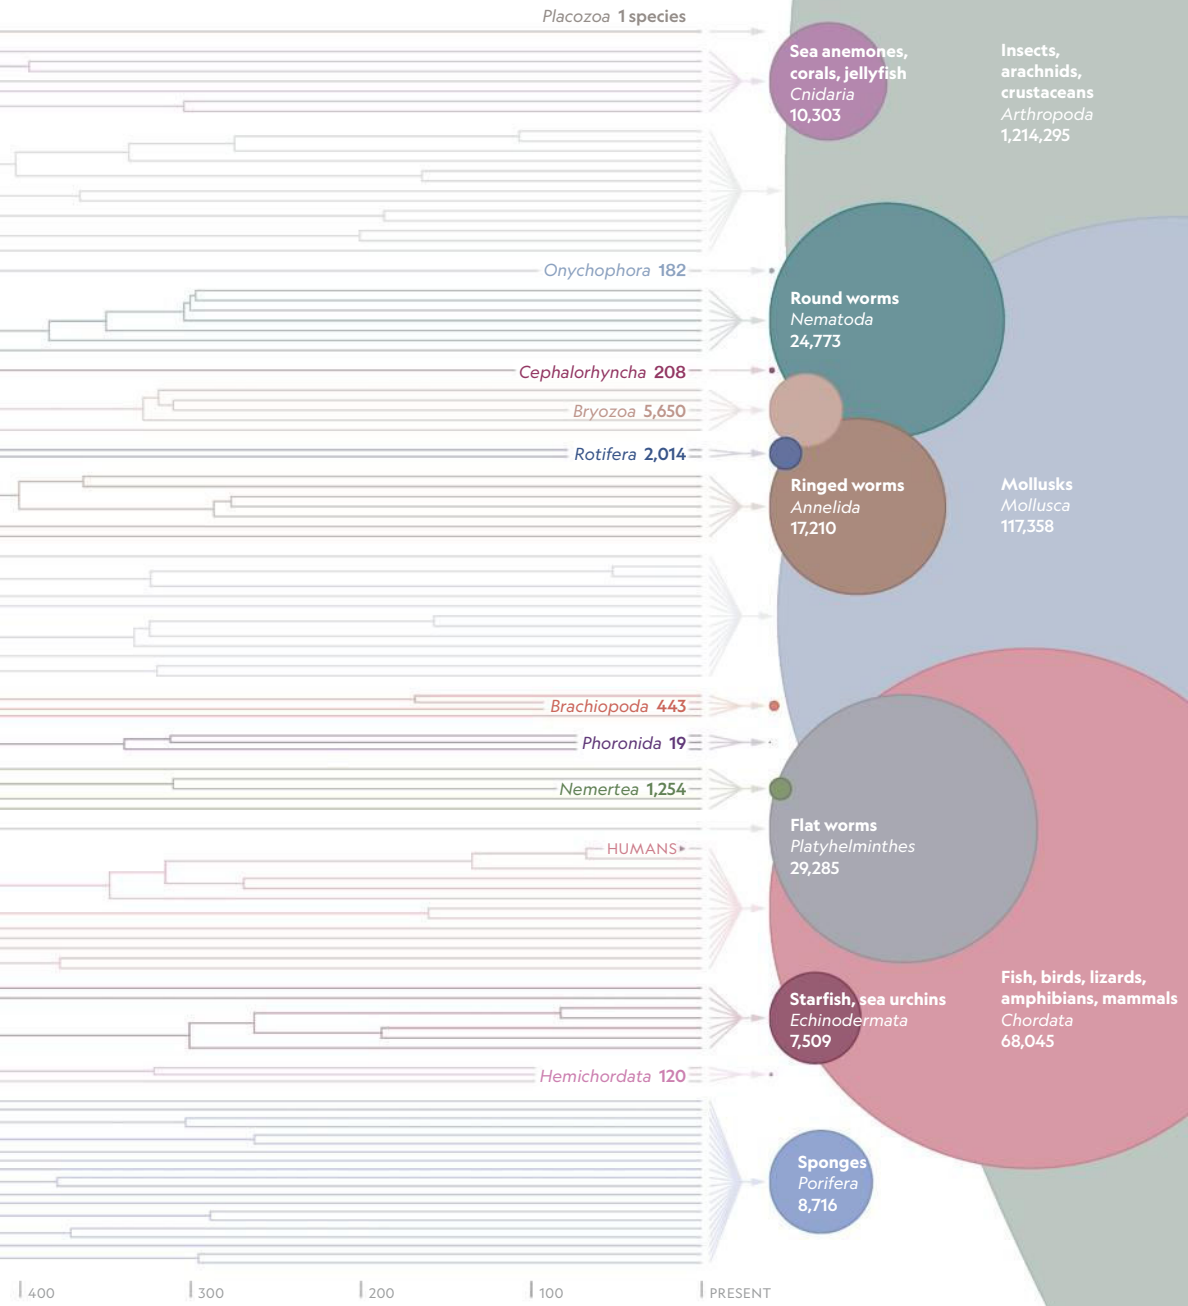 Placozoa 1 species
Sea anemones,
corals, jellyfish
Cnidaria
10,303
Insects,
arachnids,
crustaceans
Arthropoda
1,214,295
Onychophora 182
Round worms
Nematoda
24,773
Cephalorhyncha 208
Bryozoa 5,650
Rotifera 2,014
Ringed worms
Annelida
17,210
Mollusks
Mollusca
117,358
Brachiopoda 443
Phoronida 19
Nemertea 1,254
Flat worms
Platyhelminthes
29,285
HUMANS
Fish, birds, lizards,
amphibians, mammals
Chordata
68,045
Starfish, sea urchins
Echinodermata
7,509
Hemichordata 120
Sponges
Porifera
8,716
400
300
200
100
PRESENT